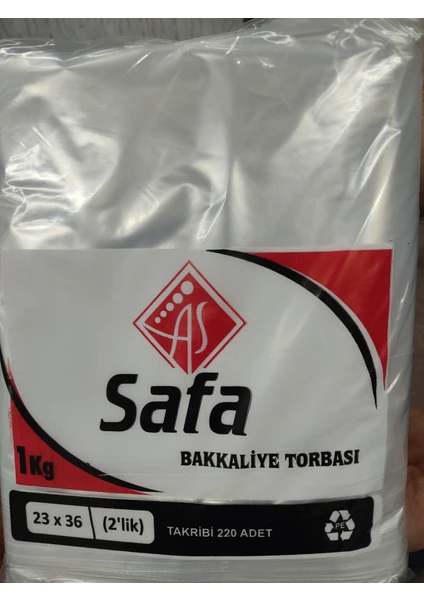 AS
Safa
BAKKALİYE TORBASI
1Kg
23 x 36 (2'lik)
TAKRİBİ 220 ADET
PE